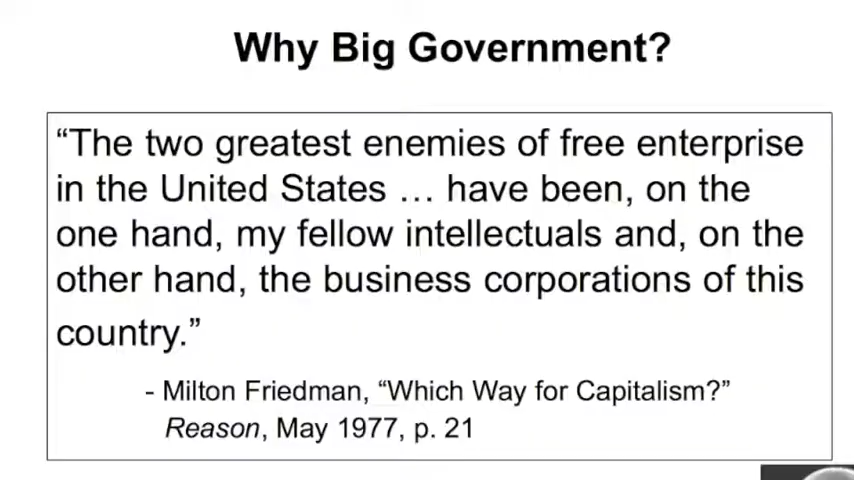 Why Big Government?
“The two greatest enemies of free enterprise
in the United States … have been, on the
one hand, my fellow intellectuals and, on the
other hand, the business corporations of this
country.”
- Milton Friedman, “Which Way for Capitalism?”
Reason, May 1977, p. 21